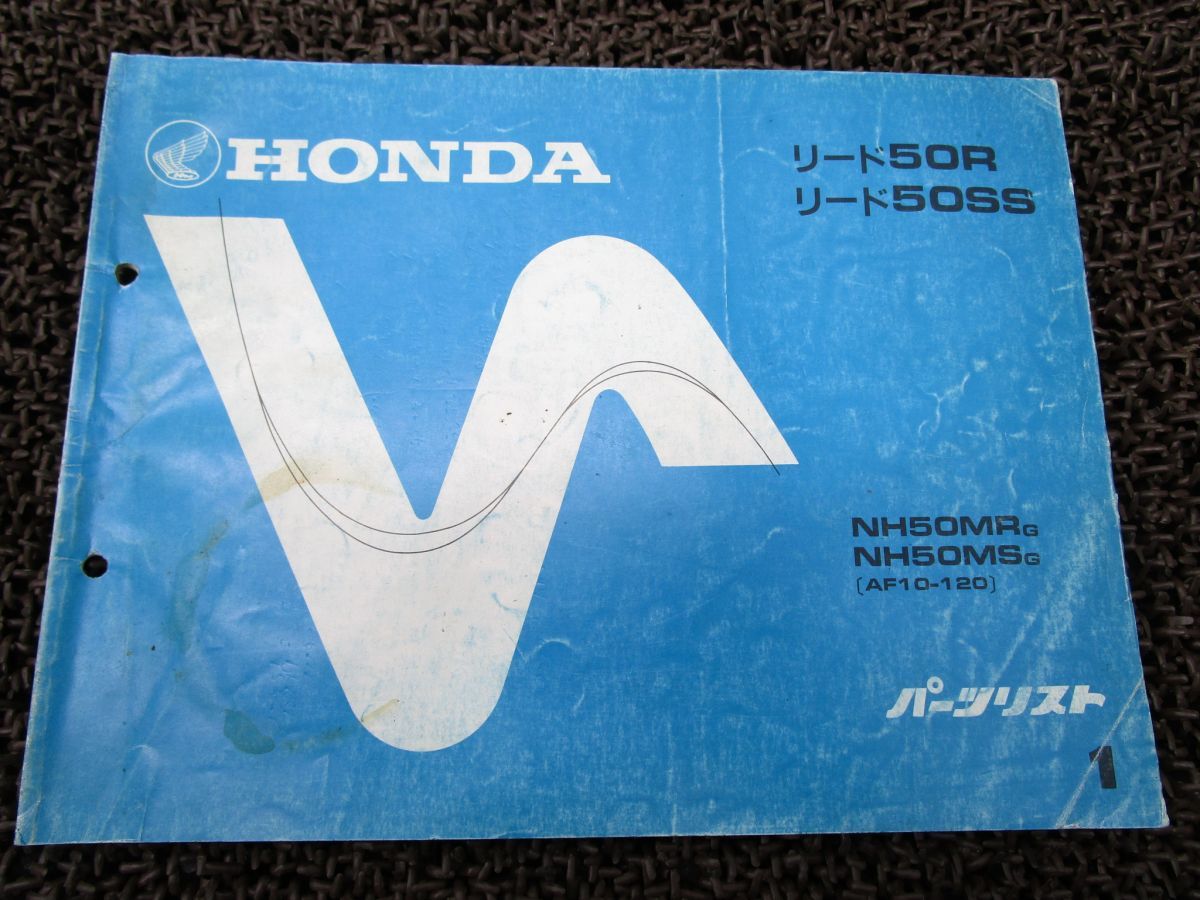 HONDA
リード50R
リード50SS
NH50MRG
NH50MSG
〔AF10-120〕
パーツリスト
1